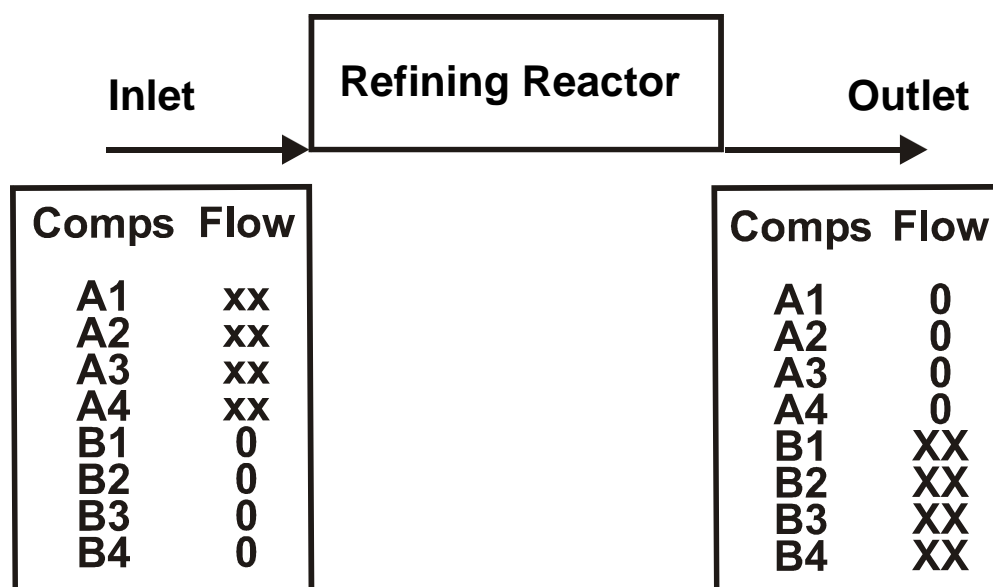 Refining Reactor
Inlet
Outlet
Comps Flow
A1 xx
A2 xx
A3 xx
A4 xx
B1 0
B2 0
B3 0
B4 0
Comps Flow
A1 0
A2 0
A3 0
A4 0
B1 XX
B2 XX
B3 XX
B4 XX